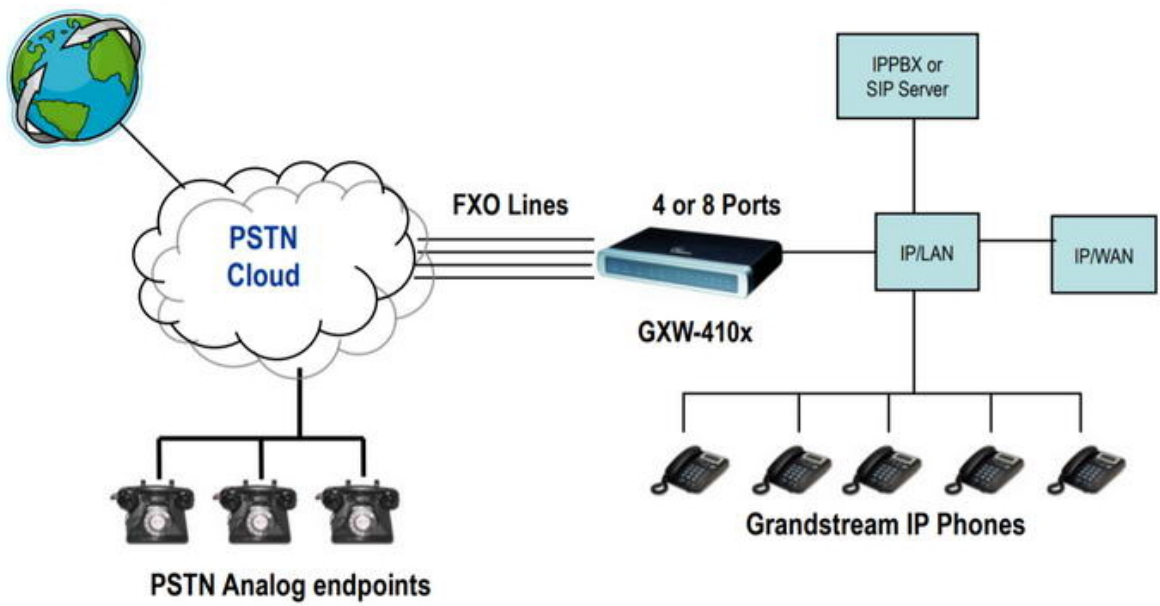 IPPBX or
SIP Server
FXO Lines
4 or 8 Ports
PSTN
Cloud
IP/LAN
IP/WAN
GXW-410x
Grandstream IP Phones
PSTN Analog endpoints